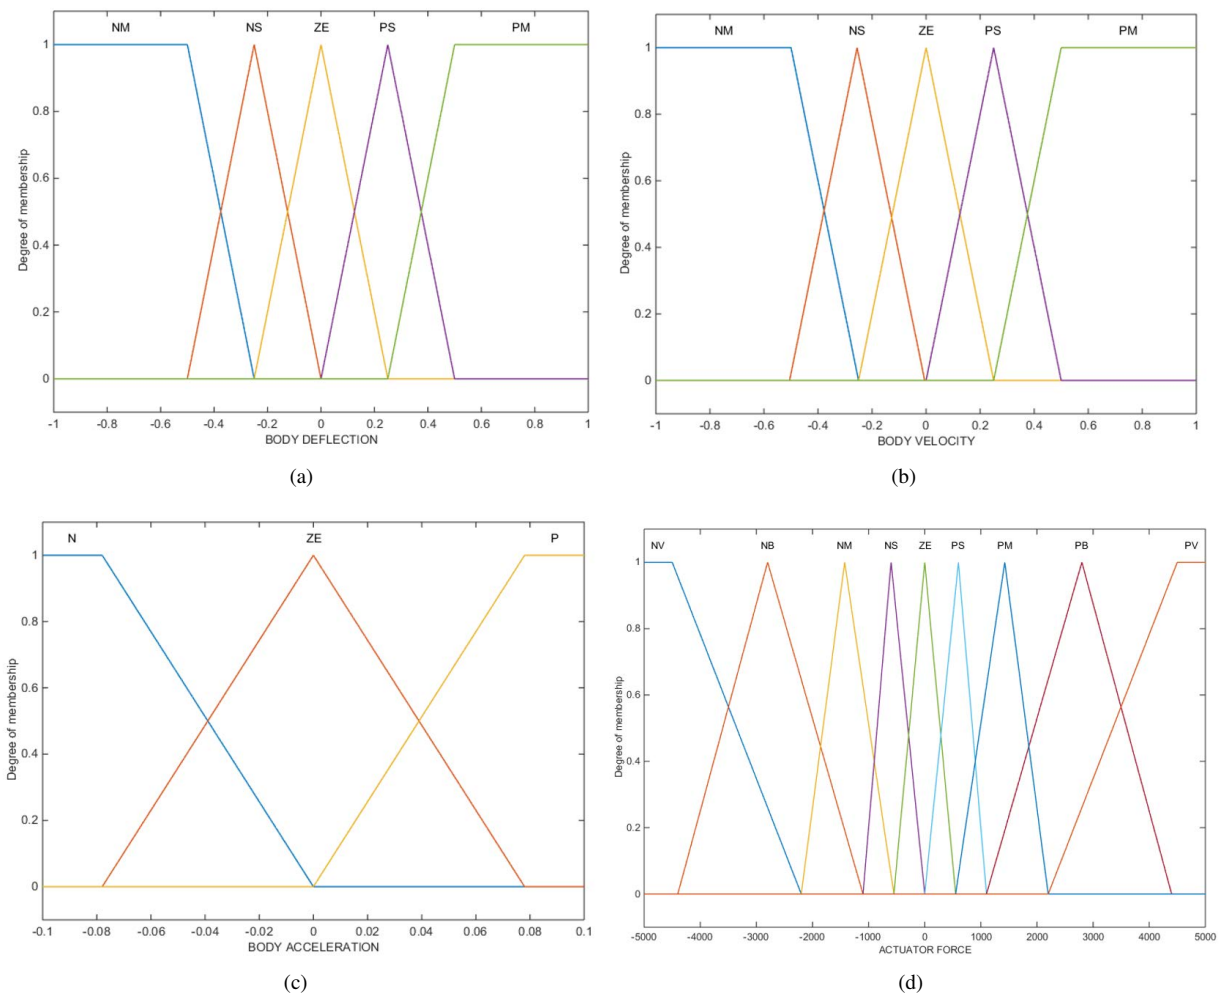 NM NS ZE PS PM
1
0.8
0.6
0.4
0.2
0
Degree of membership
-1 -0.8 -0.6 -0.4 -0.2 0 0.2 0.4 0.6 0.8 1
BODY DEFLECTION
(a)
NM NS ZE PS PM
1
0.8
0.6
0.4
0.2
0
Degree of membership
-1 -0.8 -0.6 -0.4 -0.2 0 0.2 0.4 0.6 0.8 1
BODY VELOCITY
(b)
N ZE P
1
0.8
0.6
0.4
0.2
0
Degree of membership
-0.1 -0.08 -0.06 -0.04 -0.02 0 0.02 0.04 0.06 0.08 0.1
BODY ACCELERATION
(c)
NV NB NM NS ZE PS PM PB PV
1
0.8
0.6
0.4
0.2
0
Degree of membership
-5000 -4000 -3000 -2000 -1000 0 1000 2000 3000 4000 5000
ACTUATOR FORCE
(d)